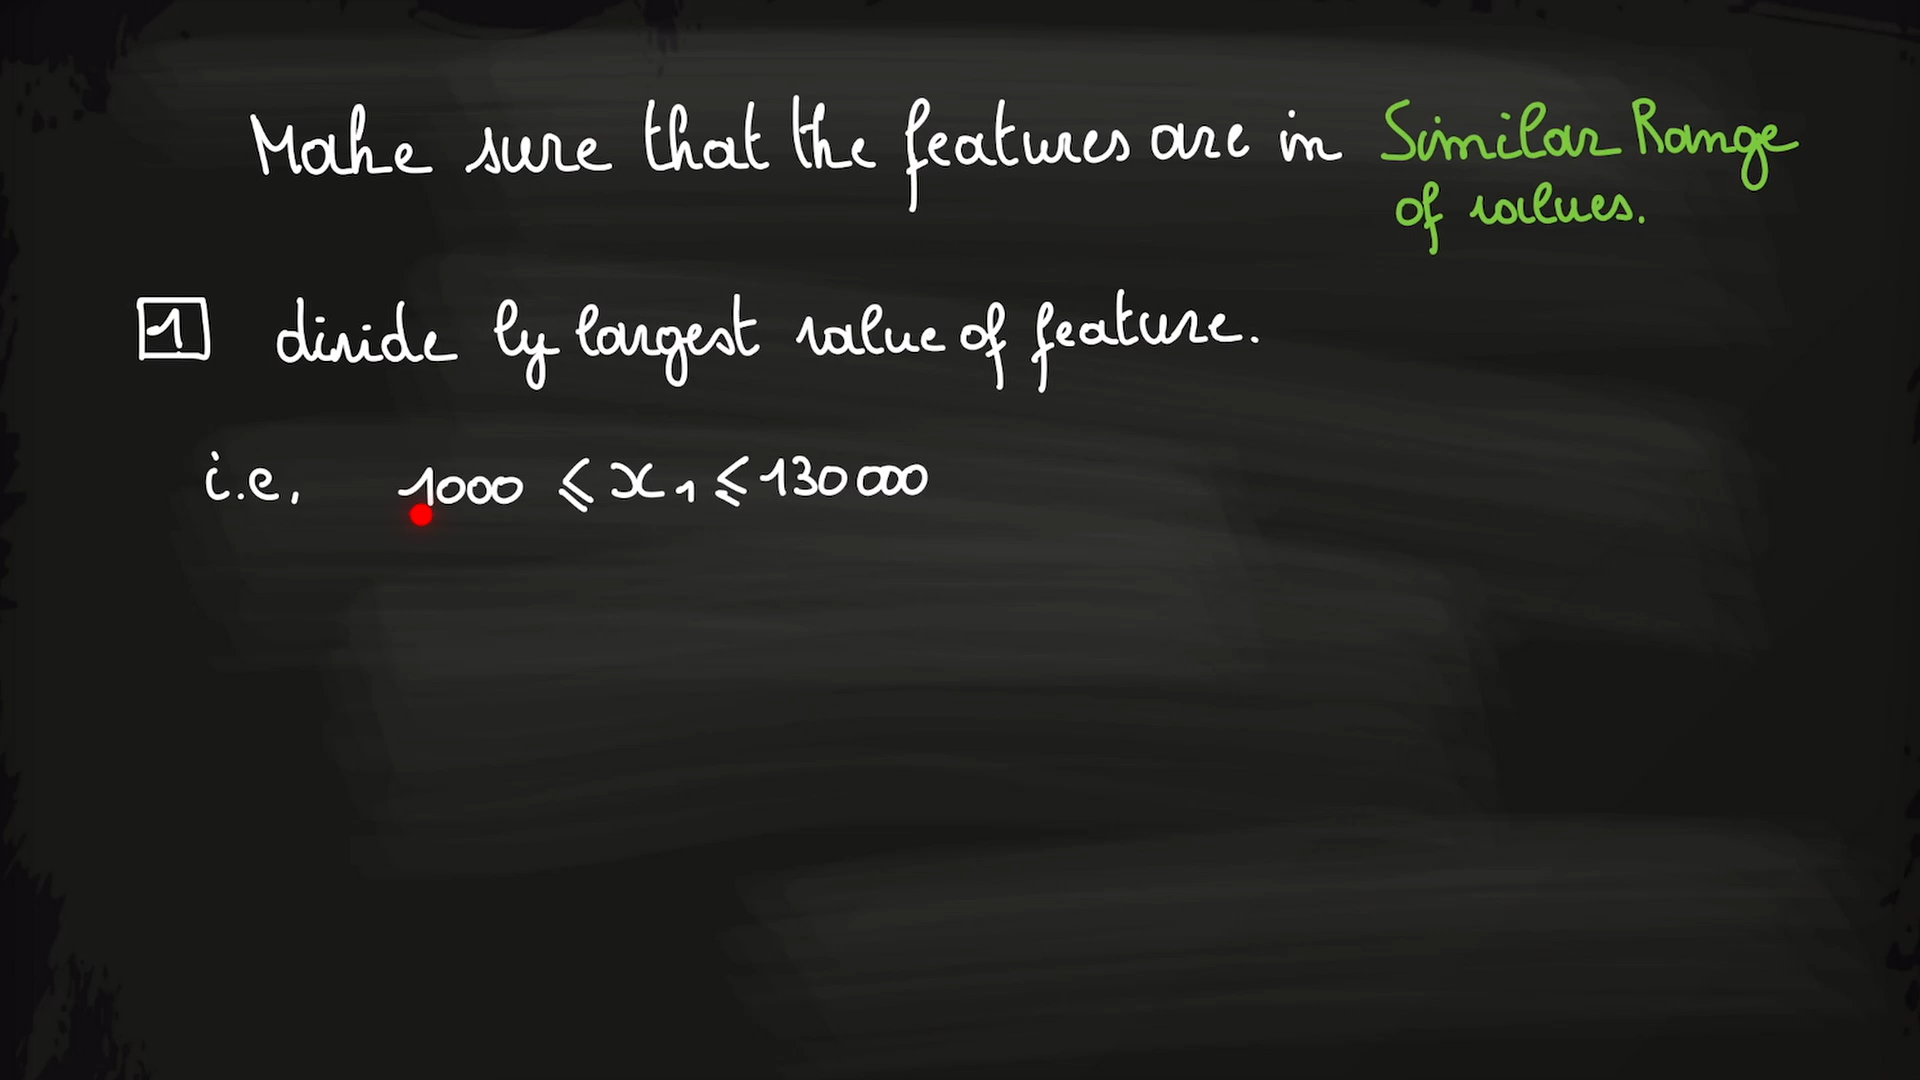 Make sure that the features are in Similar Range
of values.
1 divide by largest value of feature.
i.e. 1000 ⩽ x₁ ⩽ 130000